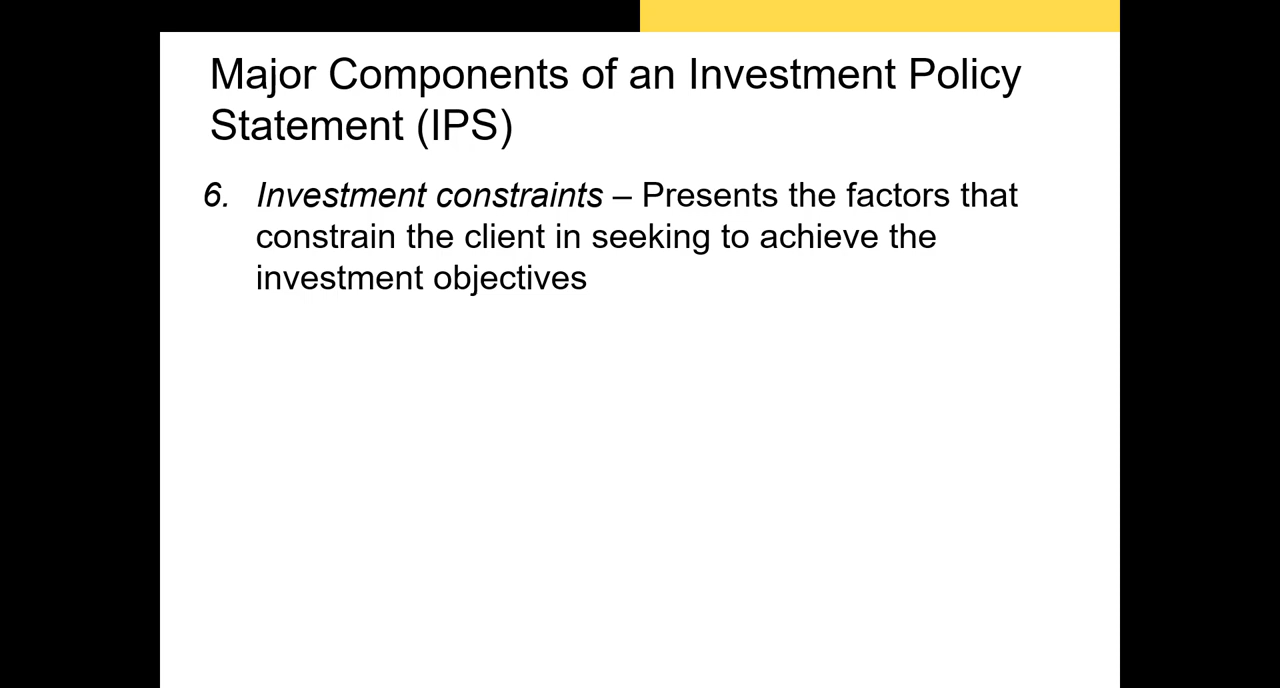 Major Components of an Investment Policy
Statement (IPS)
6. Investment constraints – Presents the factors that
constrain the client in seeking to achieve the
investment objectives